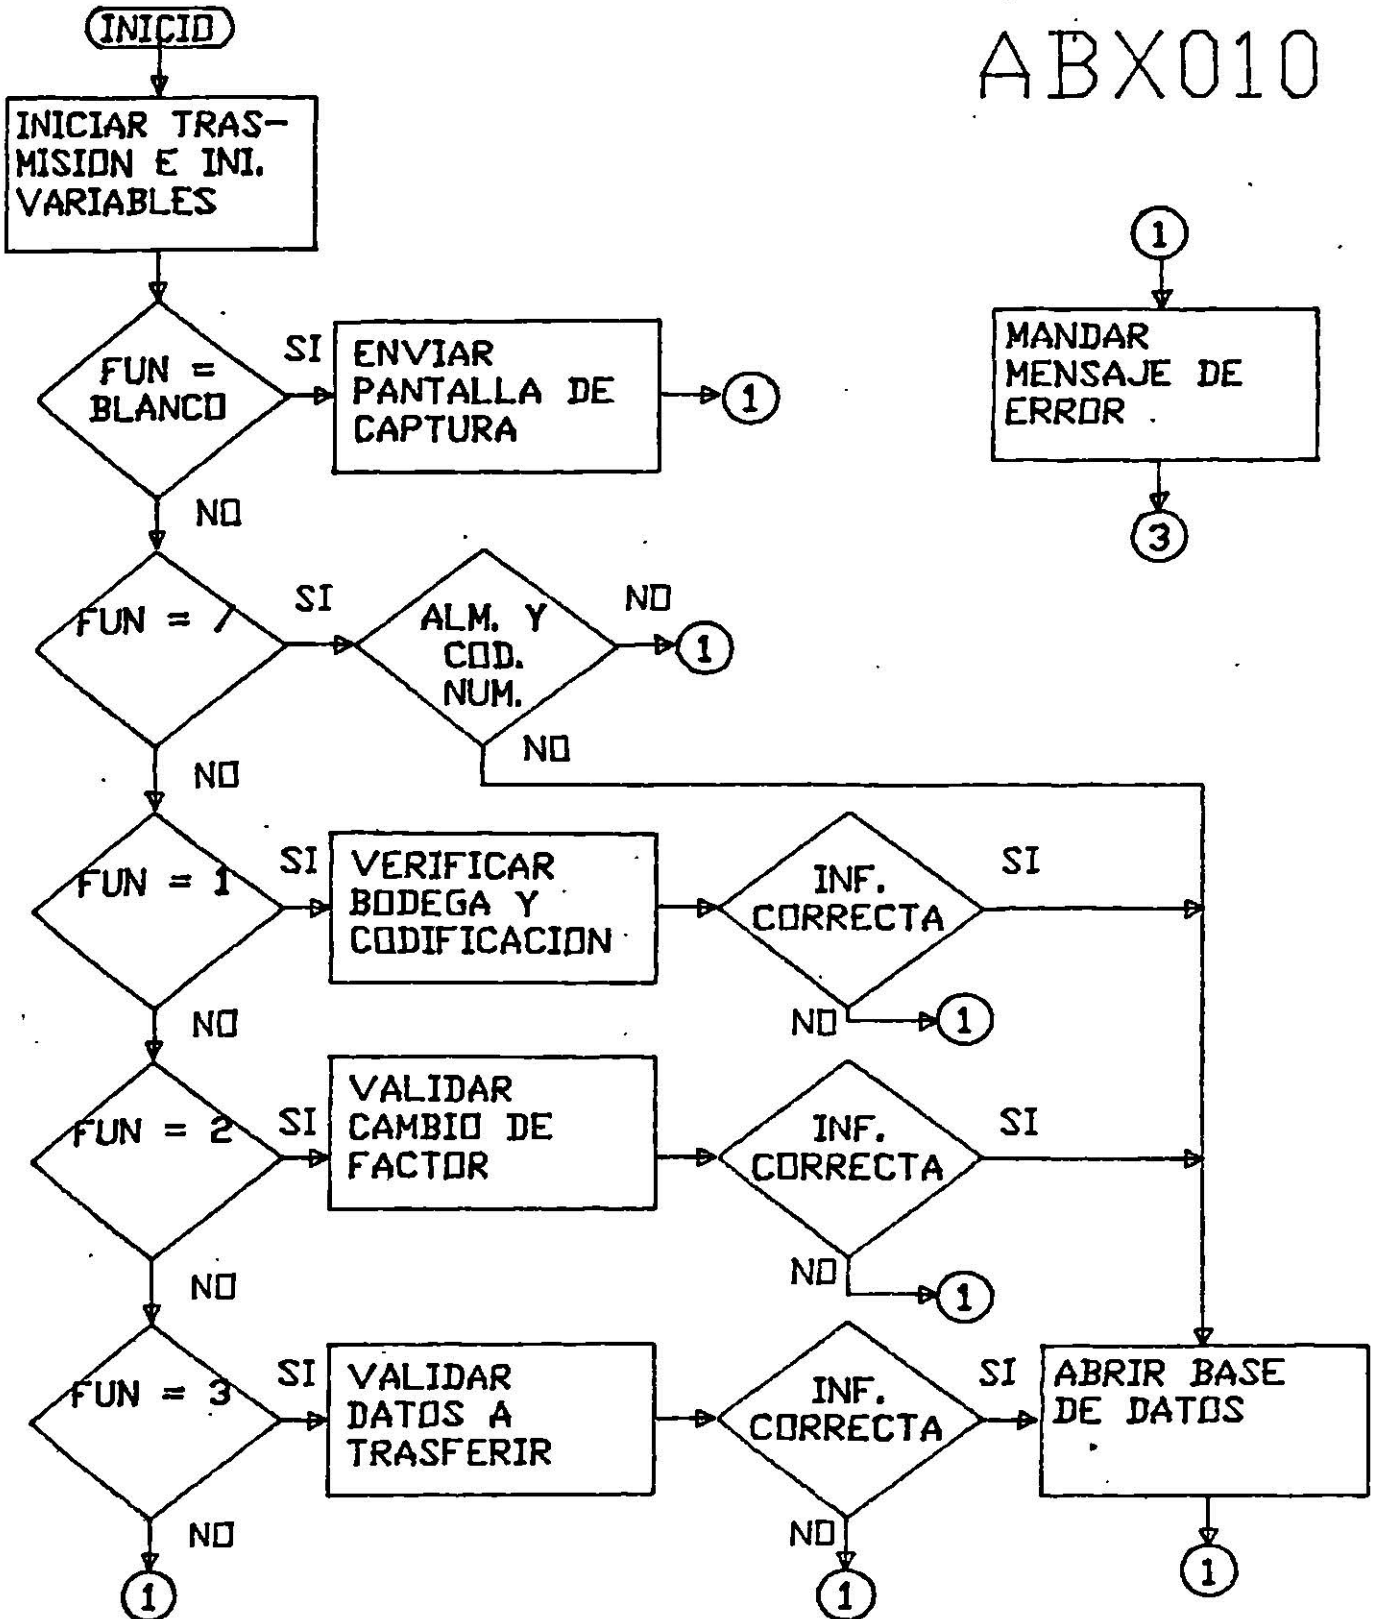 INICIO
ABX010
INICIAR TRAS-
MISION E INI.
VARIABLES
1
MANDAR
MENSAJE DE
ERROR
3
FUN =
BLANCO
SI
ENVIAR
PANTALLA DE
CAPTURA
1
NO
FUN = /
SI
ALM. Y
COD.
NUM.
NO
1
NO
NO
FUN = 1
SI
VERIFICAR
BODEGA Y
CODIFICACION
INF.
CORRECTA
SI
NO
1
NO
FUN = 2
SI
VALIDAR
CAMBIO DE
FACTOR
INF.
CORRECTA
SI
NO
1
NO
FUN = 3
SI
VALIDAR
DATOS A
TRASFERIR
INF.
CORRECTA
SI
ABRIR BASE
DE DATOS
NO
1
NO
1
1